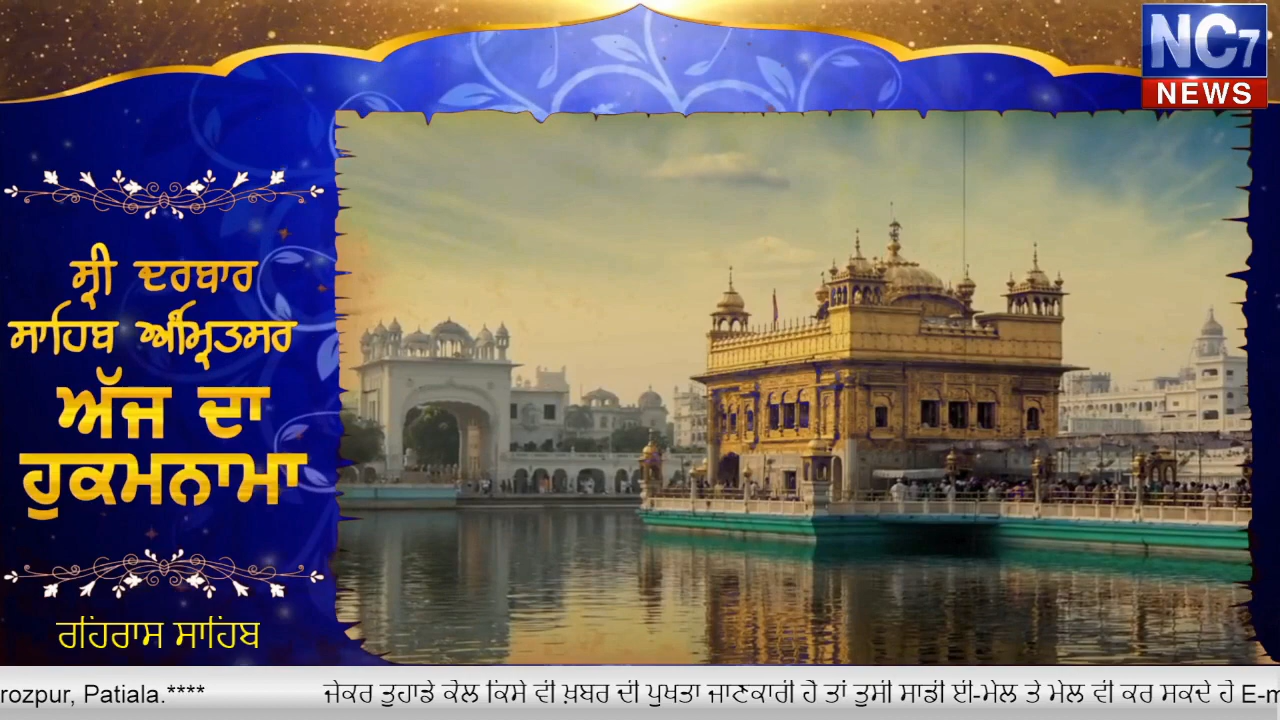 NC7
NEWS
ਸ੍ਰੀ ਦਰਬਾਰ
ਸਾਹਿਬ ਅੰਮ੍ਰਿਤਸਰ
ਅੱਜ ਦਾ
ਹੁਕਮਨਾਮਾ
ਰਹਿਰਾਸ ਸਾਹਿਬ
rozpur, Patiala.**** ਜੇਕਰ ਤੁਹਾਡੇ ਕੋਲ ਕਿਸੇ ਵੀ ਖ਼ਬਰ ਦੀ ਪੁਖਤਾ ਜਾਣਕਾਰੀ ਹੈ ਤਾਂ ਤੁਸੀ ਸਾਡੀ ਈ-ਮੇਲ ਤੇ ਮੇਲ ਵੀ ਕਰ ਸਕਦੇ ਹੋ E-m